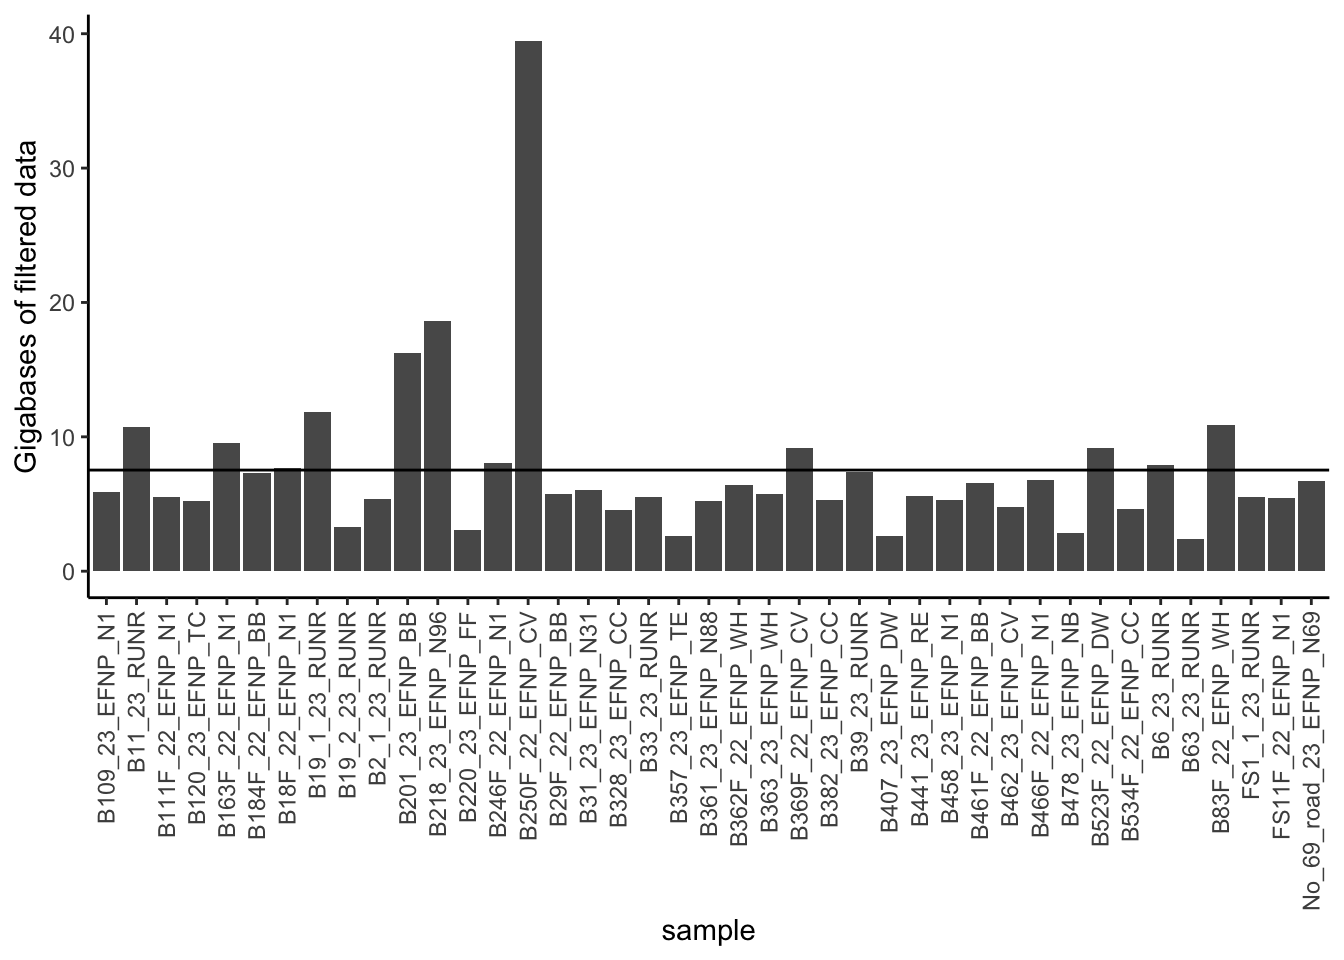 40
30
20
10
0
Gigabases of filtered data
B109_23_EFNP_N1
B11_23_RUNR
B111F_22_EFNP_N1
B120_23_EFNP_TC
B163F_22_EFNP_N1
B184F_22_EFNP_BB
B18F_22_EFNP_N1
B19_1_23_RUNR
B19_2_23_RUNR
B2_1_23_RUNR
B201_23_EFNP_BB
B218_23_EFNP_N96
B220_23_EFNP_FF
B246F_22_EFNP_N1
B250F_22_EFNP_CV
B29F_22_EFNP_BB
B31_23_EFNP_N31
B328_23_EFNP_CC
B33_23_RUNR
B357_23_EFNP_TE
B361_23_EFNP_N88
B362F_22_EFNP_WH
B363_23_EFNP_WH
B369F_22_EFNP_CV
B382_23_EFNP_CC
B39_23_RUNR
B407_23_EFNP_DW
B441_23_EFNP_RE
B458_23_EFNP_N1
B461F_22_EFNP_BB
B462_23_EFNP_CV
B466F_22_EFNP_N1
B478_23_EFNP_NB
B523F_22_EFNP_DW
B534F_22_EFNP_CC
B6_23_RUNR
B63_23_RUNR
B83F_22_EFNP_WH
FS1_1_23_RUNR
FS11F_22_EFNP_N1
No_69_road_23_EFNP_N69
sample